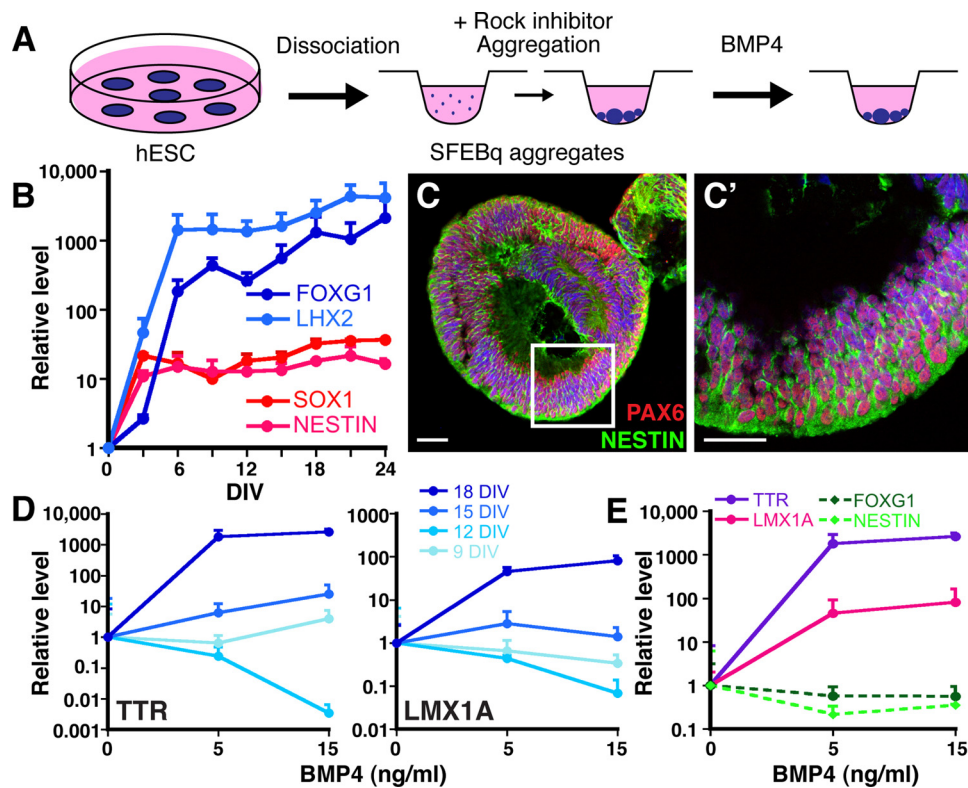 A
Dissociation
+ Rock inhibitor
Aggregation
BMP4
hESC
SFEBq aggregates
B
10,000
1000
100
10
1
Relative level
FOXG1
LHX2
SOX1
NESTIN
0 6 12 18 24
DIV
C
PAX6
NESTIN
C'
D
10,000
1000
100
10
1
0.1
0.01
0.001
Relative level
TTR
0 5 15
1000
100
10
1
0.1
0.01
LMX1A
0 5 15
18 DIV
15 DIV
12 DIV
9 DIV
BMP4 (ng/ml)
E
TTR
LMX1A
FOXG1
NESTIN
10,000
1000
100
10
1
0.1
Relative level
0 5 15
BMP4 (ng/ml)